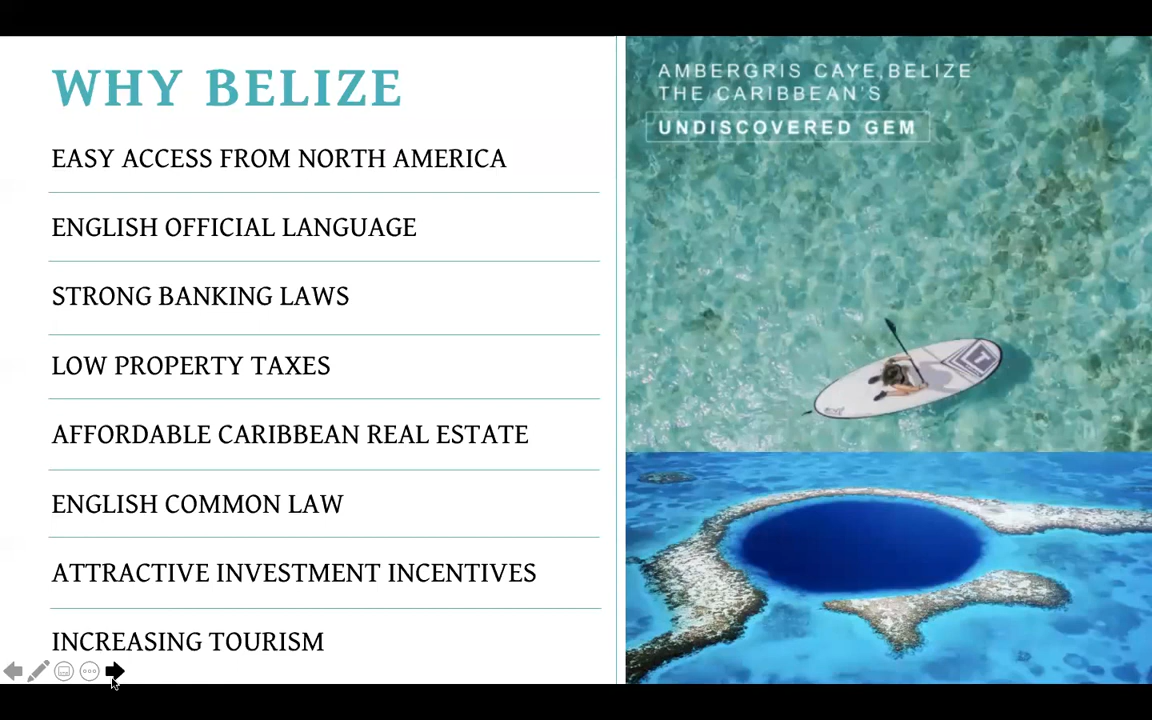 WHY BELIZE
EASY ACCESS FROM NORTH AMERICA
ENGLISH OFFICIAL LANGUAGE
STRONG BANKING LAWS
LOW PROPERTY TAXES
AFFORDABLE CARIBBEAN REAL ESTATE
ENGLISH COMMON LAW
ATTRACTIVE INVESTMENT INCENTIVES
INCREASING TOURISM
AMBERGRIS CAYE,BELIZE
THE CARIBBEAN'S
UNDISCOVERED GEM
T